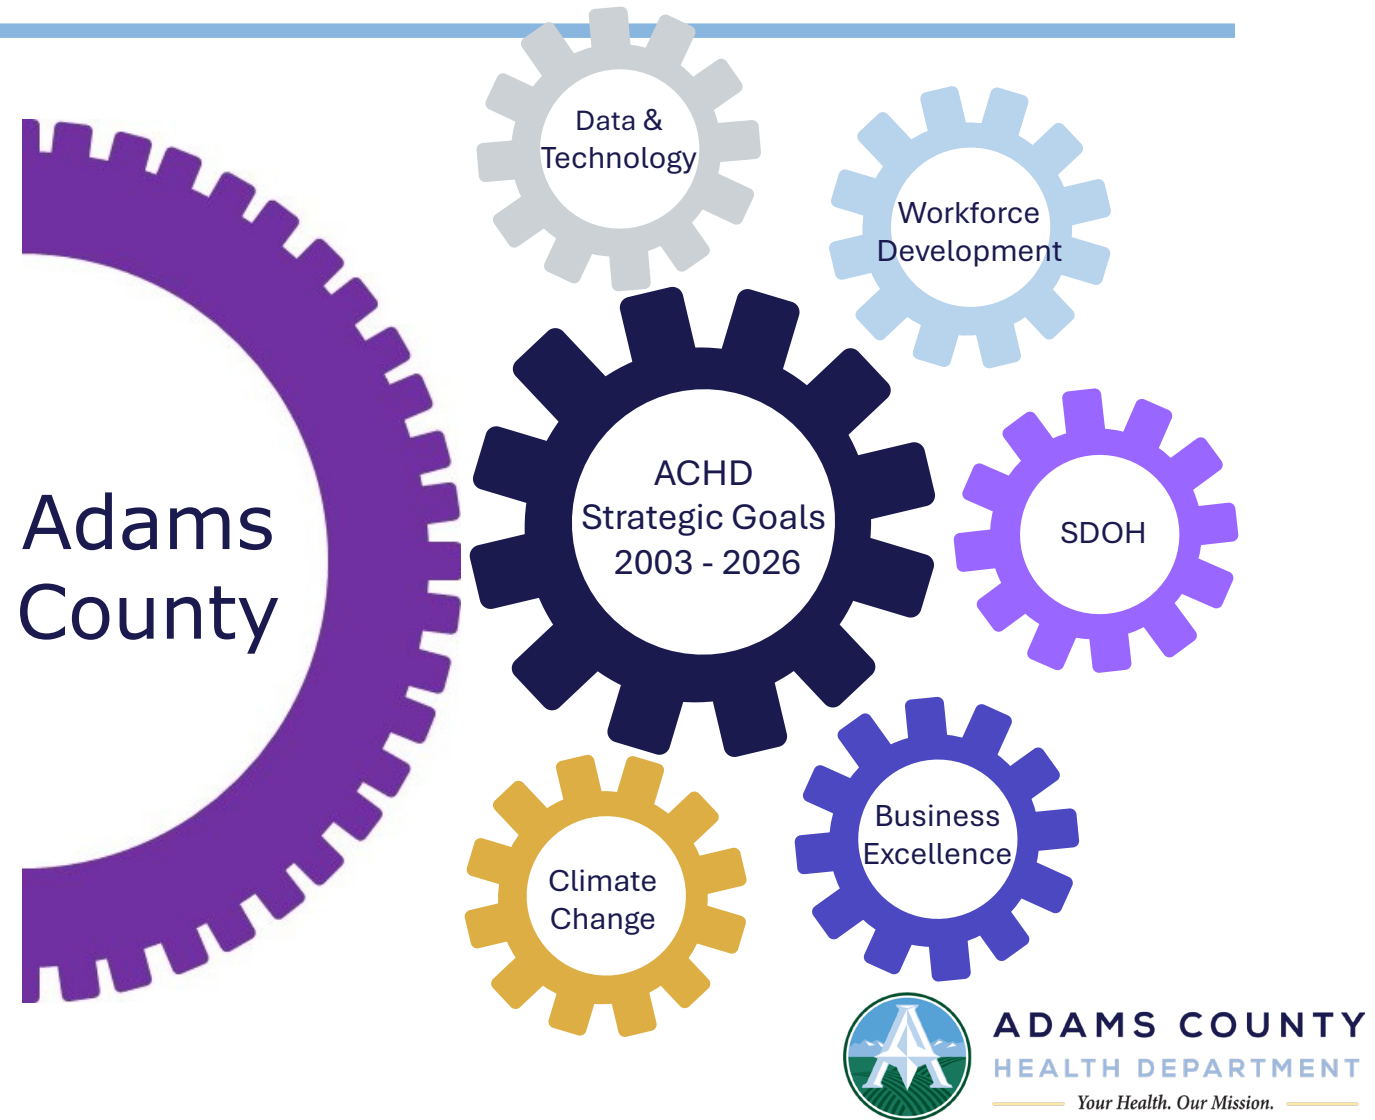 Data &
Technology
Workforce
Development
Adams
County
ACHD
Strategic Goals
2003 - 2026
SDOH
Business
Excellence
Climate
Change
A
ADAMS COUNTY
HEALTH DEPARTMENT
Your Health. Our Mission.